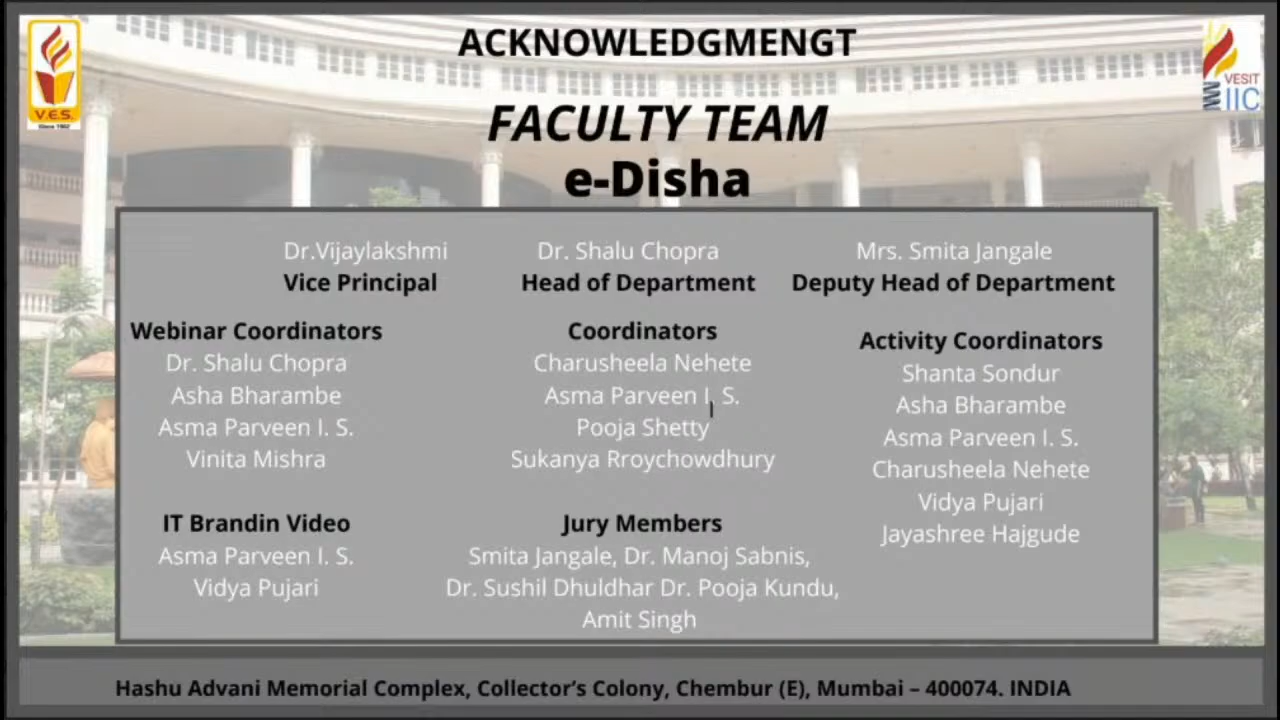 ACKNOWLEDGMENGT
V.E.S.
Since 1962
VESIT
IIC
FACULTY TEAM
e-Disha
Dr.Vijaylakshmi
Vice Principal
Dr. Shalu Chopra
Head of Department
Mrs. Smita Jangale
Deputy Head of Department
Webinar Coordinators
Dr. Shalu Chopra
Asha Bharambe
Asma Parveen I. S.
Vinita Mishra
Coordinators
Charusheela Nehete
Asma Parveen I. S.
Pooja Shetty
Sukanya Rroychowdhury
Activity Coordinators
Shanta Sondur
Asha Bharambe
Asma Parveen I. S.
Charusheela Nehete
Vidya Pujari
Jayashree Hajgude
IT Brandin Video
Asma Parveen I. S.
Vidya Pujari
Jury Members
Smita Jangale, Dr. Manoj Sabnis,
Dr. Sushil Dhuldhar Dr. Pooja Kundu,
Amit Singh
Hashu Advani Memorial Complex, Collector’s Colony, Chembur (E), Mumbai – 400074. INDIA